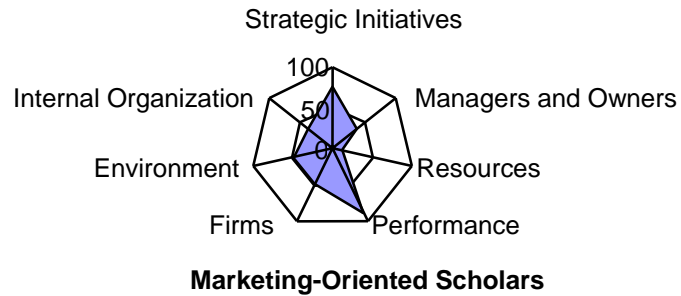 Strategic Initiatives
100
Internal Organization
Managers and Owners
50
0
Environment
Resources
Firms
Performance
Marketing-Oriented Scholars